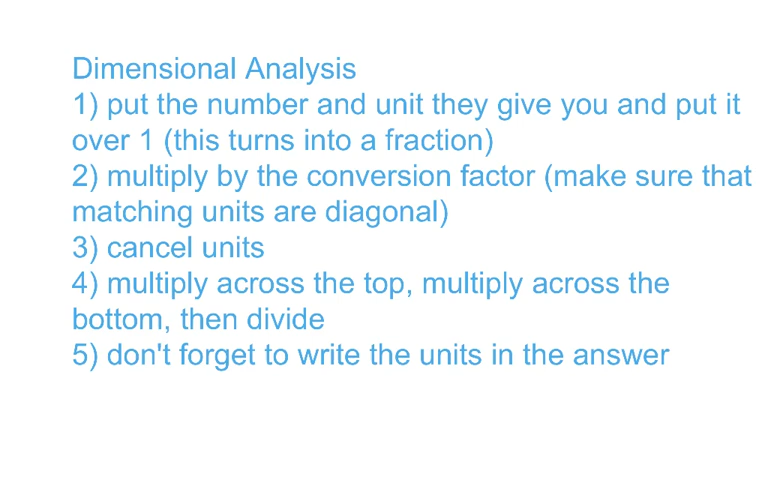 Dimensional Analysis
1) put the number and unit they give you and put it
over 1 (this turns into a fraction)
2) multiply by the conversion factor (make sure that
matching units are diagonal)
3) cancel units
4) multiply across the top, multiply across the
bottom, then divide
5) don't forget to write the units in the answer